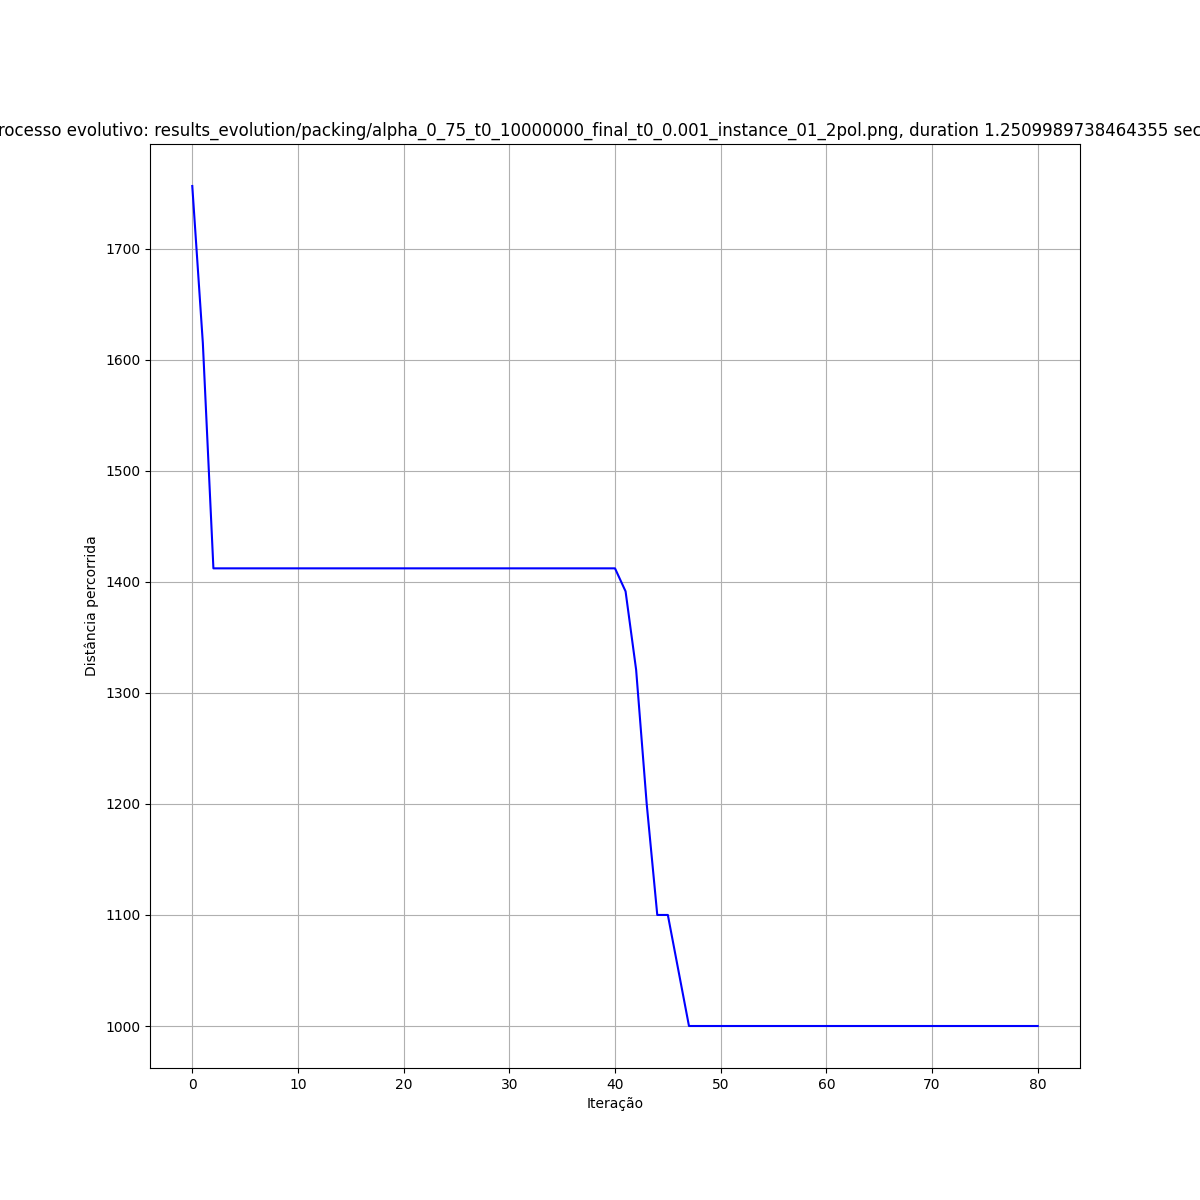 rocesso evolutivo: results_evolution/packing/alpha_0_75_t0_10000000_final_t0_0.001_instance_01_2pol.png, duration 1.2509989738464355 sec
1700
1600
1500
1400
1300
1200
1100
1000
Distância percorrida
0 10 20 30 40 50 60 70 80
Iteração